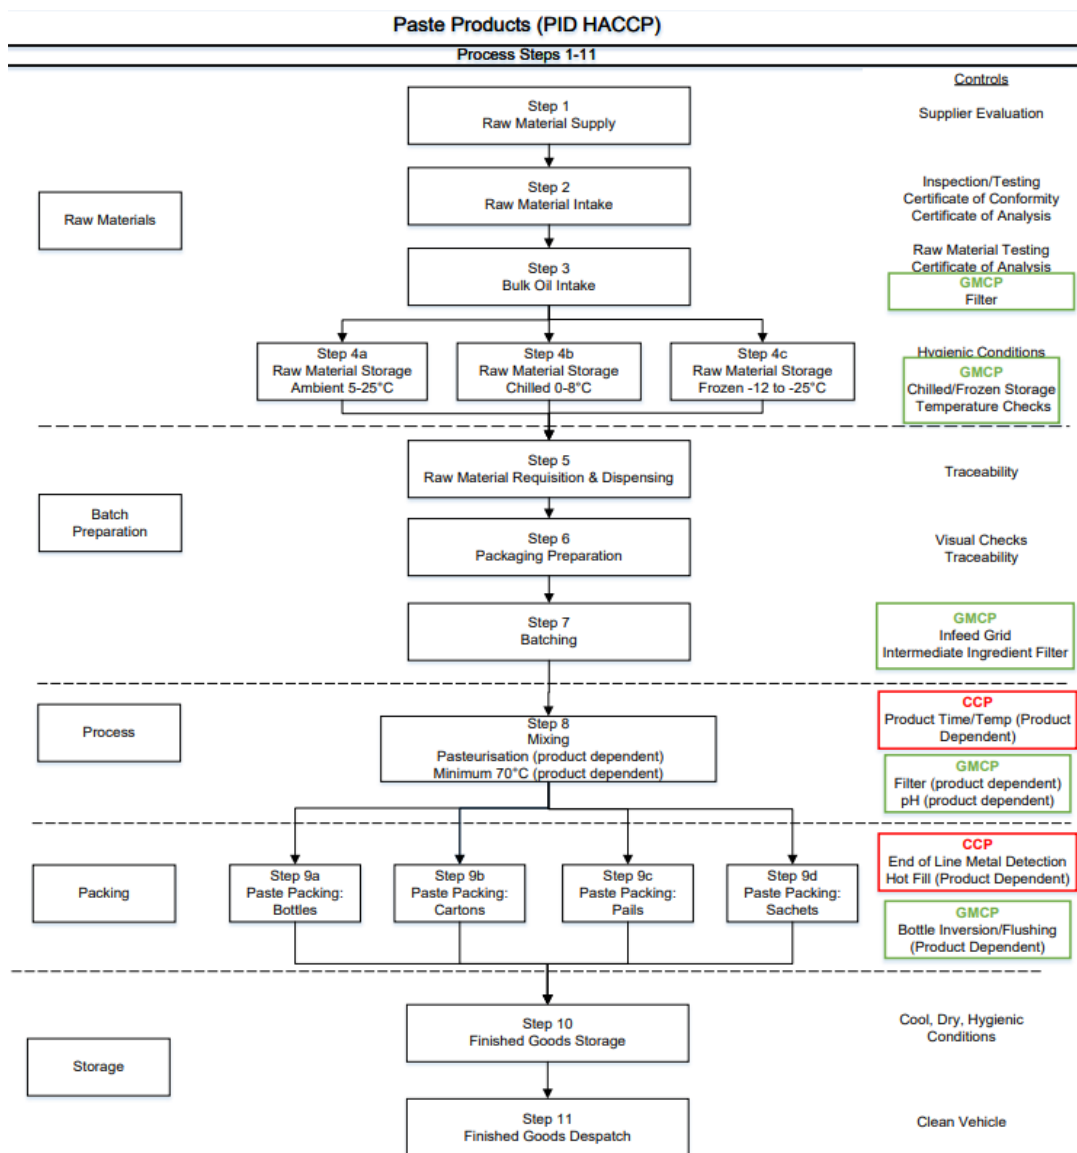 Paste Products (PID HACCP)
Process Steps 1-11
Controls
Step 1
Raw Material Supply
Supplier Evaluation
Raw Materials
Step 2
Raw Material Intake
Inspection/Testing
Certificate of Conformity
Certificate of Analysis
Step 3
Bulk Oil Intake
Raw Material Testing
Certificate of Analysis
GMCP
Filter
Step 4a
Raw Material Storage
Ambient 5-25°C
Step 4b
Raw Material Storage
Chilled 0-8°C
Step 4c
Raw Material Storage
Frozen -12 to -25°C
Hygienic Conditions
GMCP
Chilled/Frozen Storage
Temperature Checks
Batch
Preparation
Step 5
Raw Material Requisition & Dispensing
Traceability
Step 6
Packaging Preparation
Visual Checks
Traceability
Step 7
Batching
GMCP
Infeed Grid
Intermediate Ingredient Filter
Process
Step 8
Mixing
Pasteurisation (product dependent)
Minimum 70°C (product dependent)
CCP
Product Time/Temp (Product
Dependent)
GMCP
Filter (product dependent)
pH (product dependent)
Packing
Step 9a
Paste Packing:
Bottles
Step 9b
Paste Packing:
Cartons
Step 9c
Paste Packing:
Pails
Step 9d
Paste Packing:
Sachets
CCP
End of Line Metal Detection
Hot Fill (Product Dependent)
GMCP
Bottle Inversion/Flushing
(Product Dependent)
Storage
Step 10
Finished Goods Storage
Cool, Dry, Hygienic
Conditions
Step 11
Finished Goods Despatch
Clean Vehicle